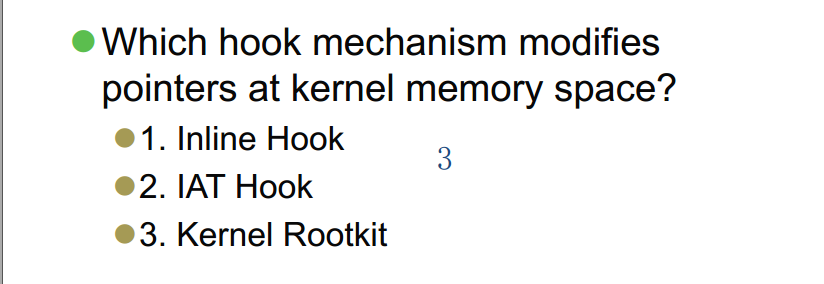 Which hook mechanism modifies
pointers at kernel memory space?
1. Inline Hook
3
2. IAT Hook
3. Kernel Rootkit